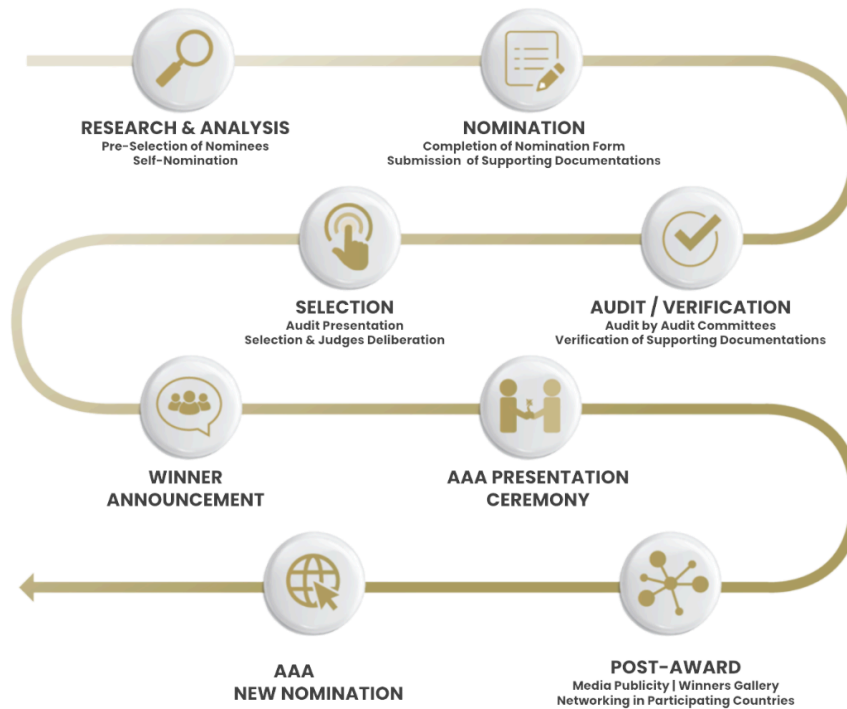 RESEARCH & ANALYSIS
Pre-Selection of Nominees
Self-Nomination
NOMINATION
Completion of Nomination Form
Submission of Supporting Documentations
AUDIT / VERIFICATION
Audit by Audit Committees
Verification of Supporting Documentations
SELECTION
Audit Presentation
Selection & Judges Deliberation
WINNER
ANNOUNCEMENT
AAA PRESENTATION
CEREMONY
POST-AWARD
Media Publicity | Winners Gallery
Networking in Participating Countries
AAA
NEW NOMINATION